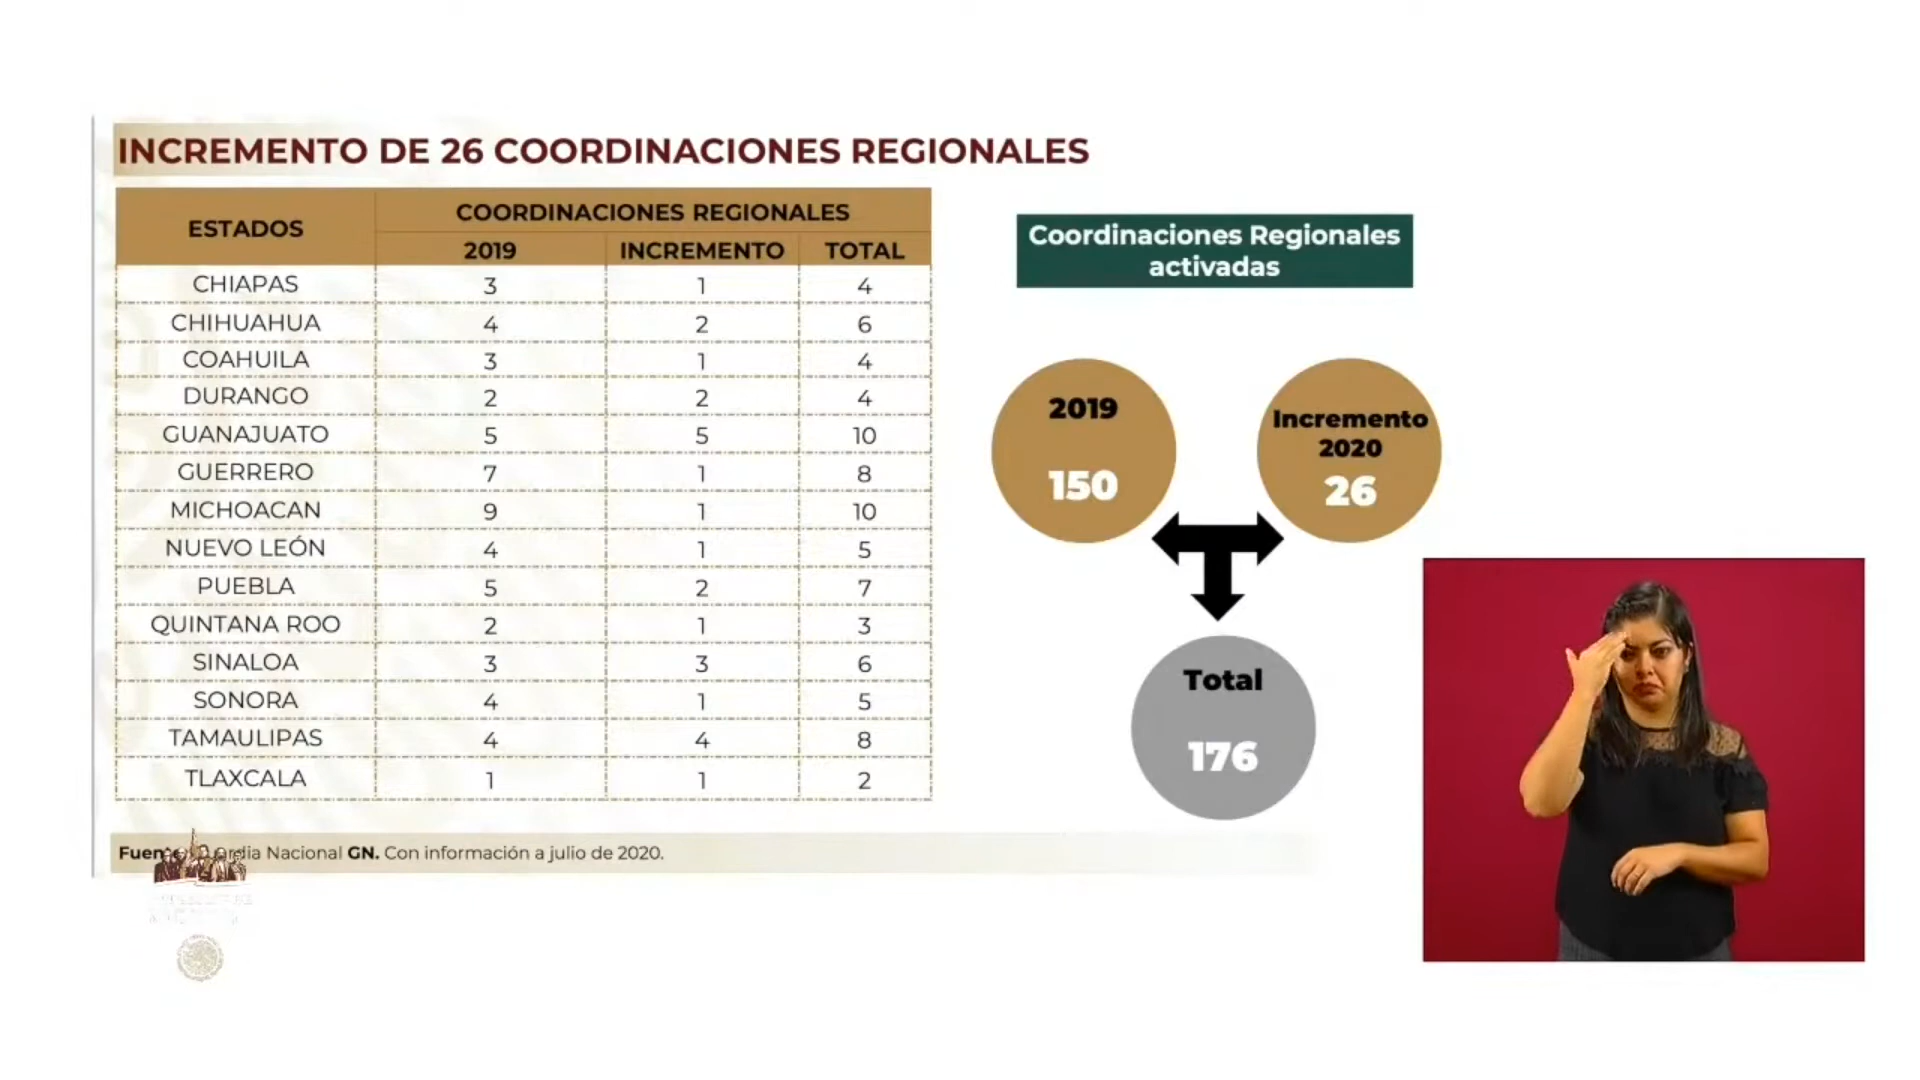 INCREMENTO DE 26 COORDINACIONES REGIONALES
ESTADOS
COORDINACIONES REGIONALES
2019 INCREMENTO TOTAL
CHIAPAS 3 1 4
CHIHUAHUA 4 2 6
COAHUILA 3 1 4
DURANGO 2 2 4
GUANAJUATO 5 5 10
GUERRERO 7 1 8
MICHOACAN 9 1 10
NUEVO LEÓN 4 1 5
PUEBLA 5 2 7
QUINTANA ROO 2 1 3
SINALOA 3 3 6
SONORA 4 1 5
TAMAULIPAS 4 4 8
TLAXCALA 1 1 2
Coordinaciones Regionales
activadas
2019
150
Incremento
2020
26
Total
176
Nacional GN. Con información a julio de 2020.